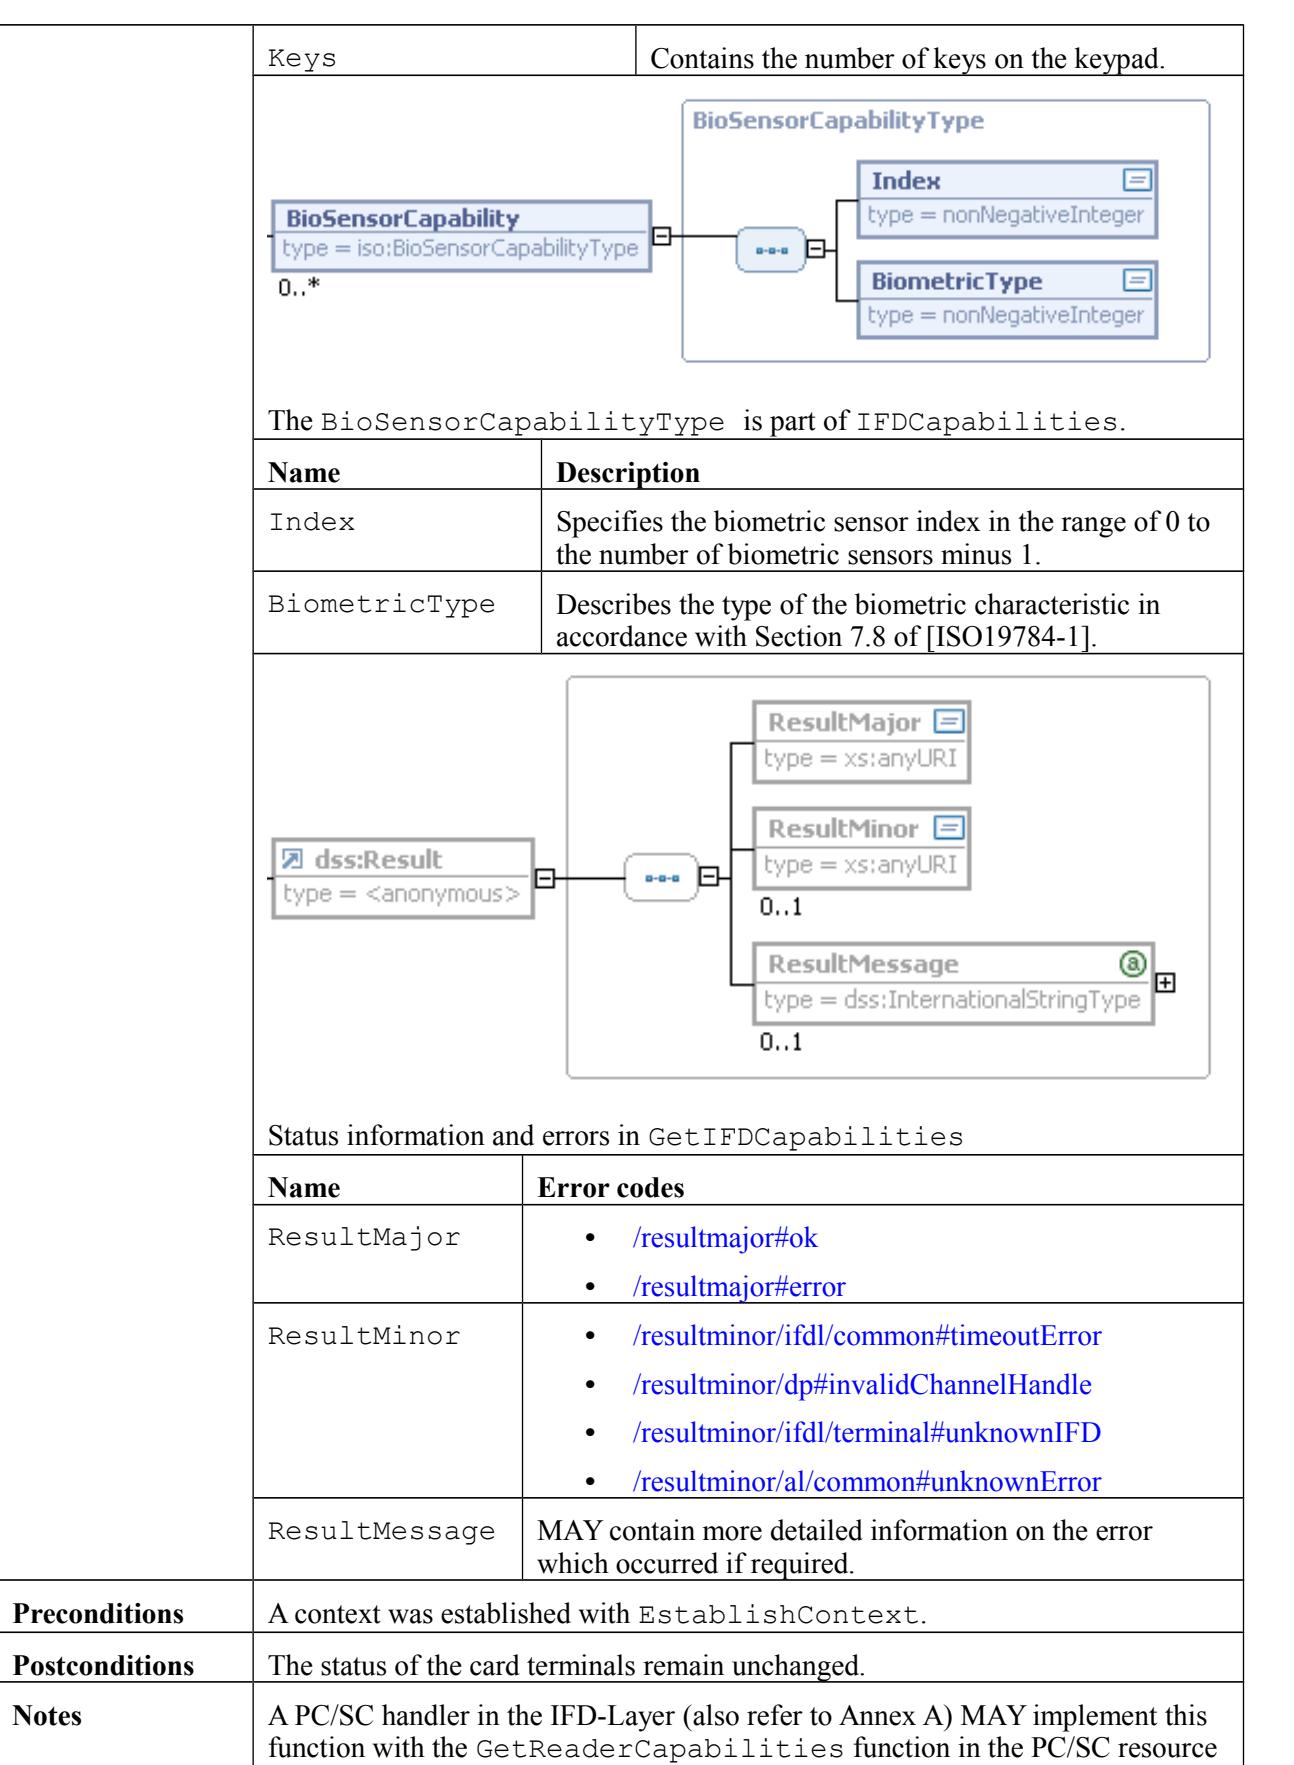 Keys Contains the number of keys on the keypad.
BioSensorCapabilityType
Index
type = nonNegativeInteger
BioSensorCapability
type = iso:BioSensorCapabilityType
0..*
BiometricType
type = nonNegativeInteger
The BioSensorCapabilityType is part of IFDCapabilities.
Name Description
Index Specifies the biometric sensor index in the range of 0 to
the number of biometric sensors minus 1.
BiometricType Describes the type of the biometric characteristic in
accordance with Section 7.8 of [ISO19784-1].
ResultMajor
type = xs:anyURI
ResultMinor
type = xs:anyURI
0..1
dss:Result
type = <anonymous>
ResultMessage
type = dss:InternationalStringType
0..1
Status information and errors in GetIFDCapabilities
Name Error codes
ResultMajor • /resultmajor#ok
• /resultmajor#error
ResultMinor • /resultminor/ifdl/common#timeoutError
• /resultminor/dp#invalidChannelHandle
• /resultminor/ifdl/terminal#unknownIFD
• /resultminor/al/common#unknownError
ResultMessage MAY contain more detailed information on the error
which occurred if required.
Preconditions A context was established with EstablishContext.
Postconditions The status of the card terminals remain unchanged.
Notes A PC/SC handler in the IFD-Layer (also refer to Annex A) MAY implement this
function with the GetReaderCapabilities function in the PC/SC resource